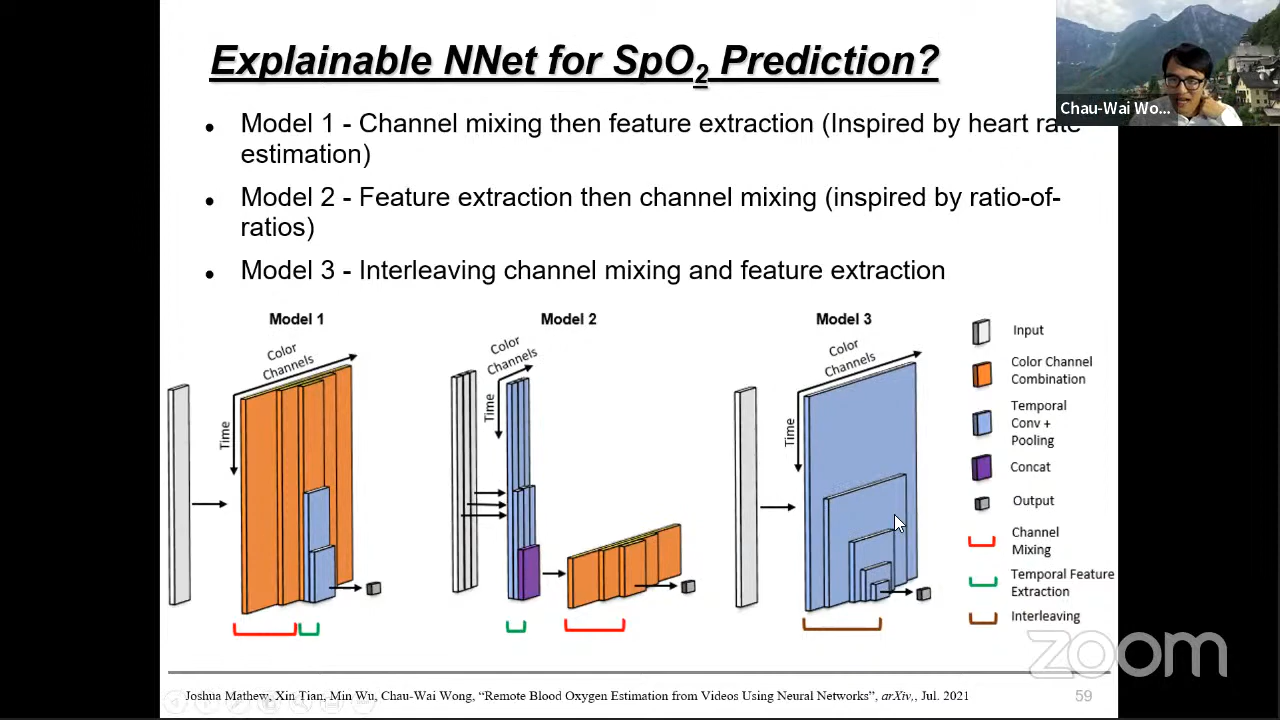 Explainable NNet for SpO2 Prediction?
Chau-Wai Wo...
• Model 1 - Channel mixing then feature extraction (Inspired by heart rate
estimation)
• Model 2 - Feature extraction then channel mixing (inspired by ratio-of-
ratios)
• Model 3 - Interleaving channel mixing and feature extraction
Model 1
Color
Channels
Time
Model 2
Color
Channels
Time
Model 3
Color
Channels
Time
Input
Color Channel
Combination
Temporal
Conv +
Pooling
Concat
Output
Channel
Mixing
Temporal Feature
Extraction
Interleaving
zoom
Joshua Mathew, Xin Tian, Min Wu, Chau-Wai Wong, “Remote Blood Oxygen Estimation from Videos Using Neural Networks”, arXiv,, Jul. 2021
59